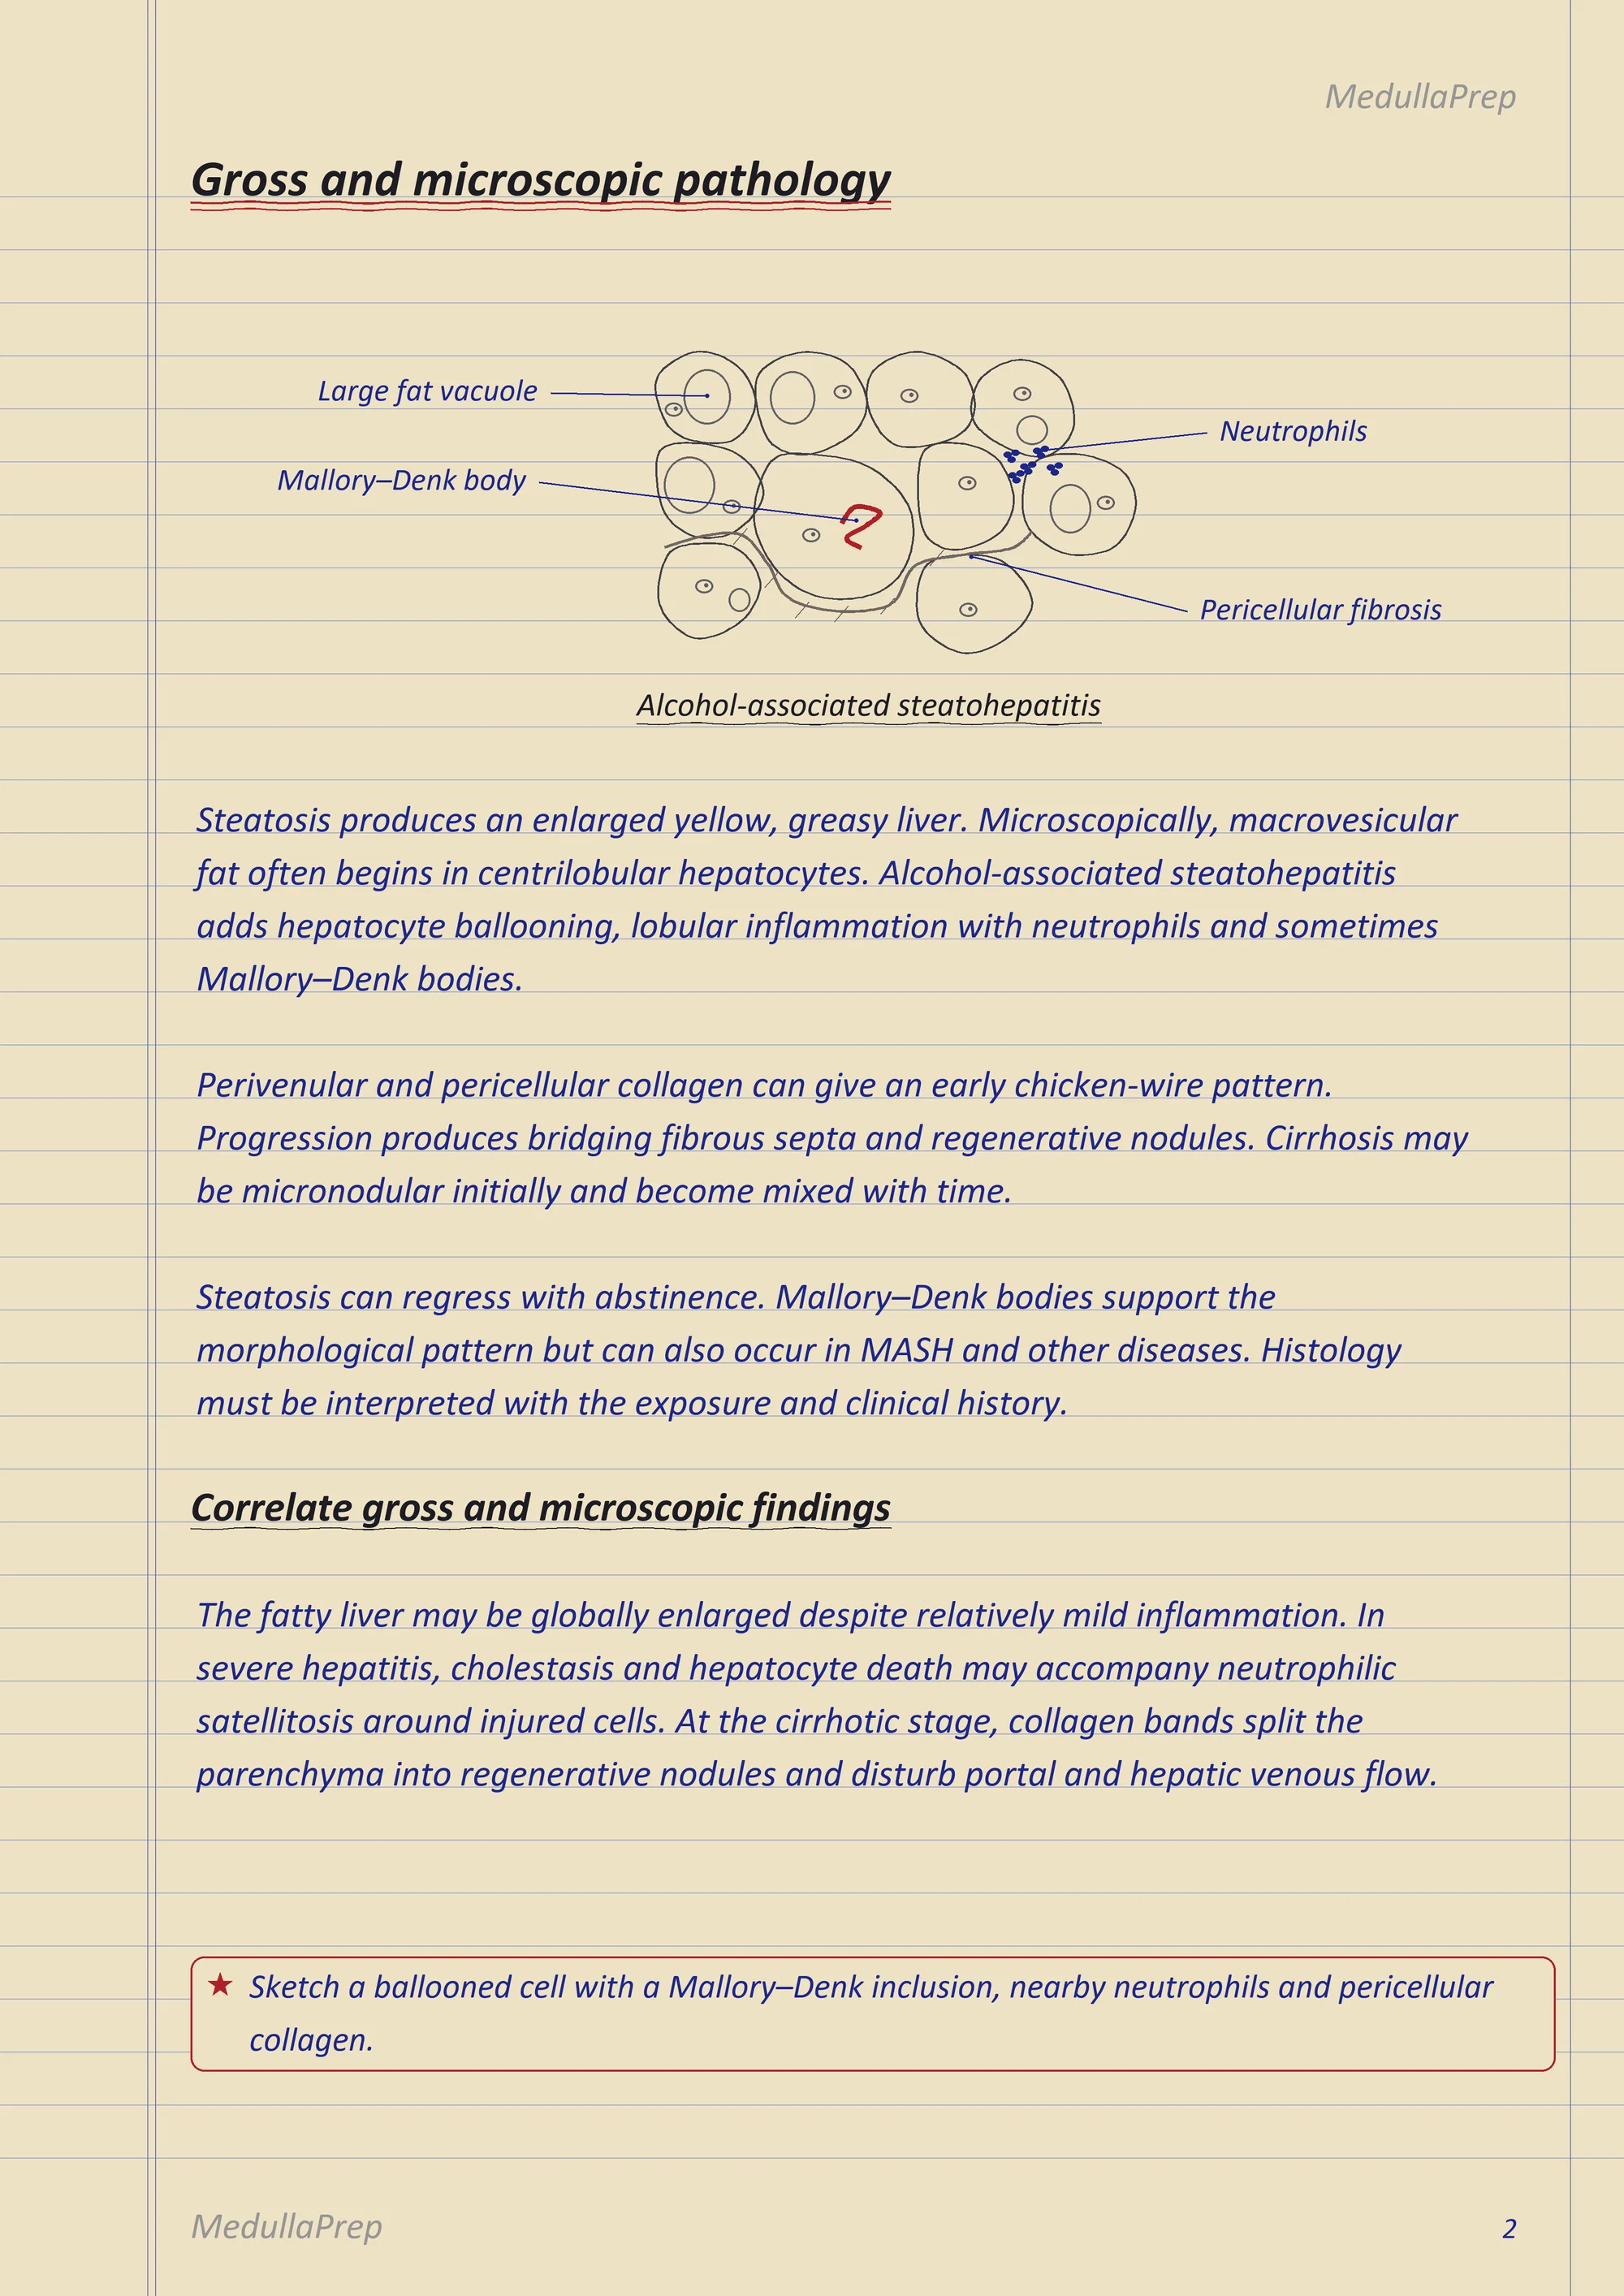 MedullaPrep
Gross and microscopic pathology
Large fat vacuole
Neutrophils
Mallory–Denk body
Pericellular fibrosis
Alcohol-associated steatohepatitis
Steatosis produces an enlarged yellow, greasy liver. Microscopically, macrovesicular
fat often begins in centrilobular hepatocytes. Alcohol-associated steatohepatitis
adds hepatocyte ballooning, lobular inflammation with neutrophils and sometimes
Mallory–Denk bodies.
Perivenular and pericellular collagen can give an early chicken-wire pattern.
Progression produces bridging fibrous septa and regenerative nodules. Cirrhosis may
be micronodular initially and become mixed with time.
Steatosis can regress with abstinence. Mallory–Denk bodies support the
morphological pattern but can also occur in MASH and other diseases. Histology
must be interpreted with the exposure and clinical history.
Correlate gross and microscopic findings
The fatty liver may be globally enlarged despite relatively mild inflammation. In
severe hepatitis, cholestasis and hepatocyte death may accompany neutrophilic
satellitosis around injured cells. At the cirrhotic stage, collagen bands split the
parenchyma into regenerative nodules and disturb portal and hepatic venous flow.
★ Sketch a ballooned cell with a Mallory–Denk inclusion, nearby neutrophils and pericellular
collagen.
MedullaPrep
2